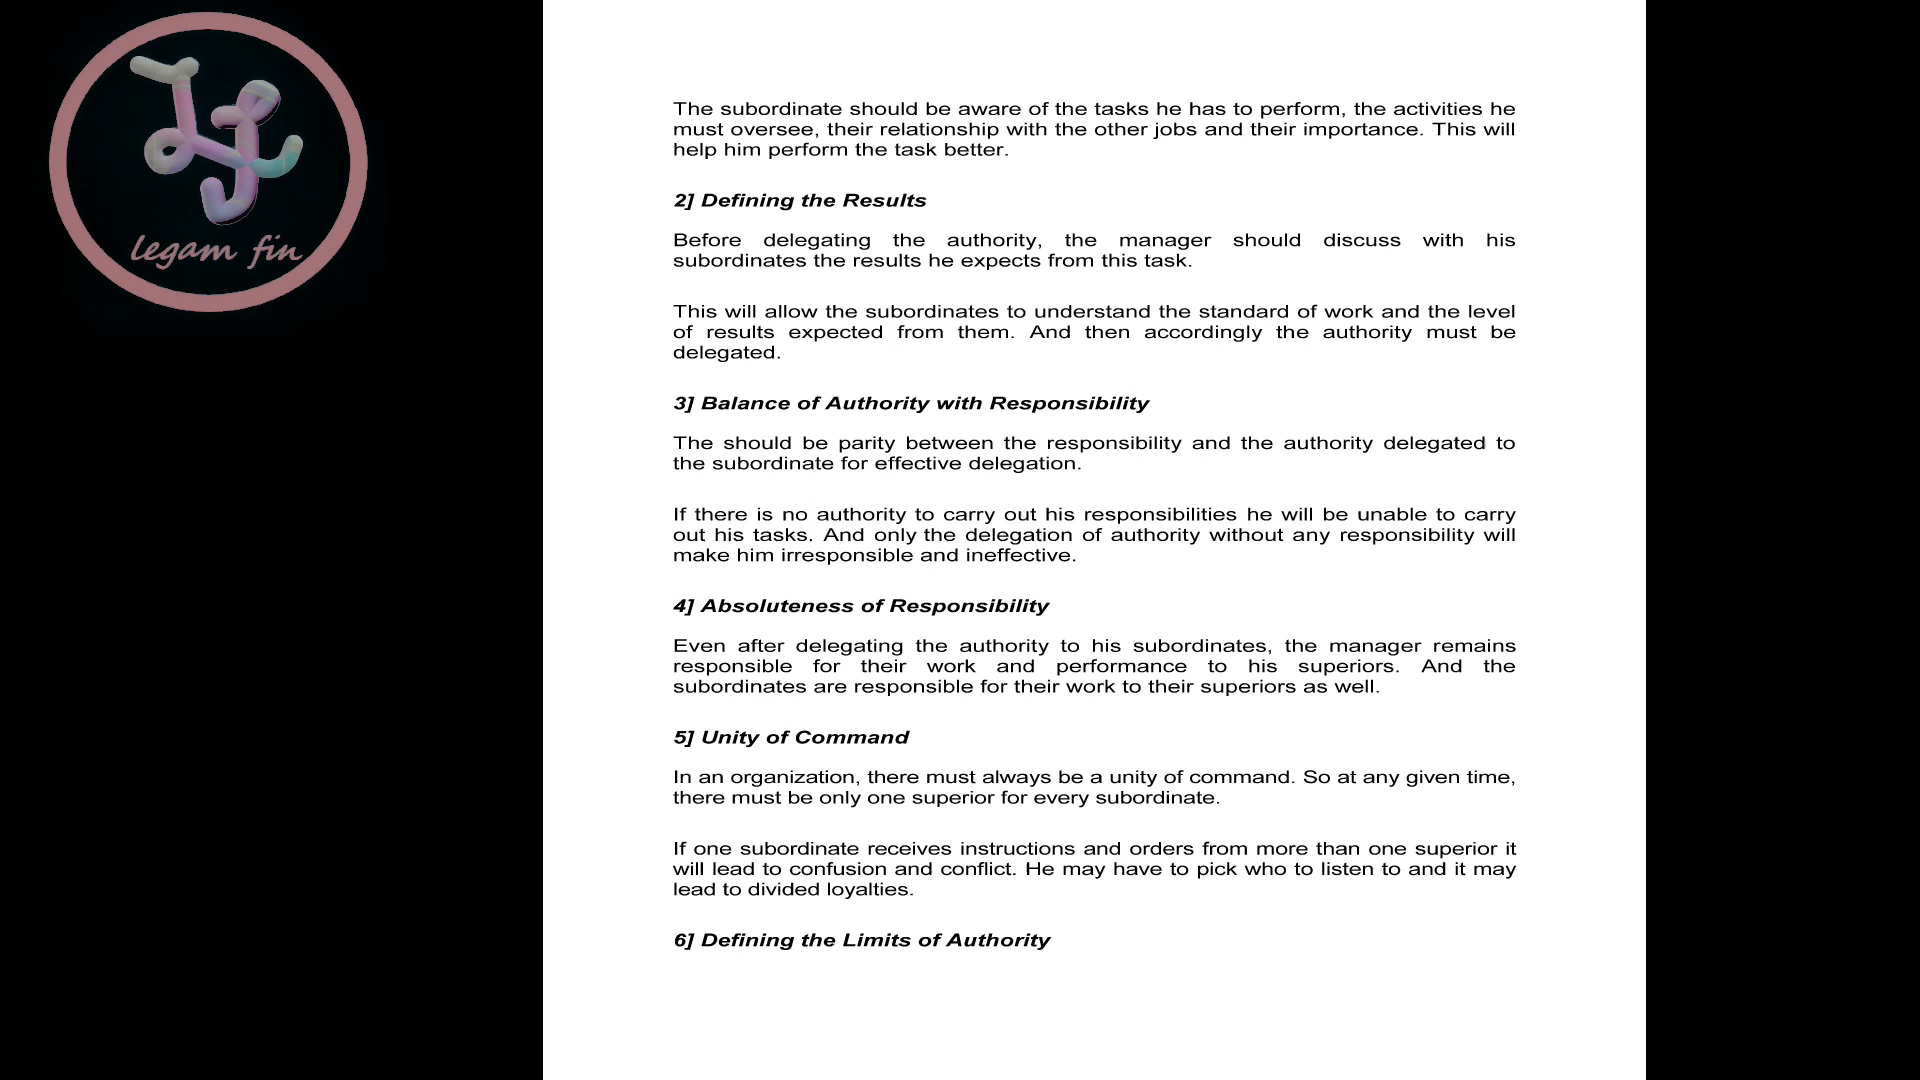 legam fin
The subordinate should be aware of the tasks he has to perform, the activities he
must oversee, their relationship with the other jobs and their importance. This will
help him perform the task better.
2] Defining the Results
Before delegating the authority, the manager should discuss with his
subordinates the results he expects from this task.
This will allow the subordinates to understand the standard of work and the level
of results expected from them. And then accordingly the authority must be
delegated.
3] Balance of Authority with Responsibility
The should be parity between the responsibility and the authority delegated to
the subordinate for effective delegation.
If there is no authority to carry out his responsibilities he will be unable to carry
out his tasks. And only the delegation of authority without any responsibility will
make him irresponsible and ineffective.
4] Absoluteness of Responsibility
Even after delegating the authority to his subordinates, the manager remains
responsible for their work and performance to his superiors. And the
subordinates are responsible for their work to their superiors as well.
5] Unity of Command
In an organization, there must always be a unity of command. So at any given time,
there must be only one superior for every subordinate.
If one subordinate receives instructions and orders from more than one superior it
will lead to confusion and conflict. He may have to pick who to listen to and it may
lead to divided loyalties.
6] Defining the Limits of Authority